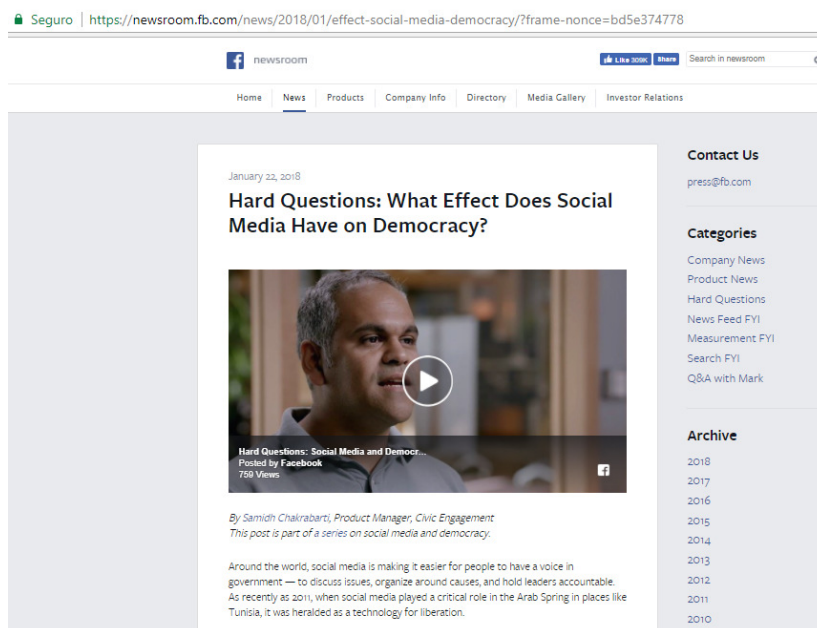 Seguro | https://newsroom.fb.com/news/2018/01/effect-social-media-democracy/?frame-nonce=bd5e374778
f newsroom
Like 309K Share Search in newsroom
Home News Products Company Info Directory Media Gallery Investor Relations
January 22, 2018
Hard Questions: What Effect Does Social
Media Have on Democracy?
Hard Questions: Social Media and Democr...
Posted by Facebook
759 Views
By Samidh Chakrabarti, Product Manager, Civic Engagement
This post is part of a series on social media and democracy.
Around the world, social media is making it easier for people to have a voice in
government — to discuss issues, organize around causes, and hold leaders accountable.
As recently as 2011, when social media played a critical role in the Arab Spring in places like
Tunisia, it was heralded as a technology for liberation.
Contact Us
press@fb.com
Categories
Company News
Product News
Hard Questions
News Feed FYI
Measurement FYI
Search FYI
Q&A with Mark
Archive
2018
2017
2016
2015
2014
2013
2012
2011
2010